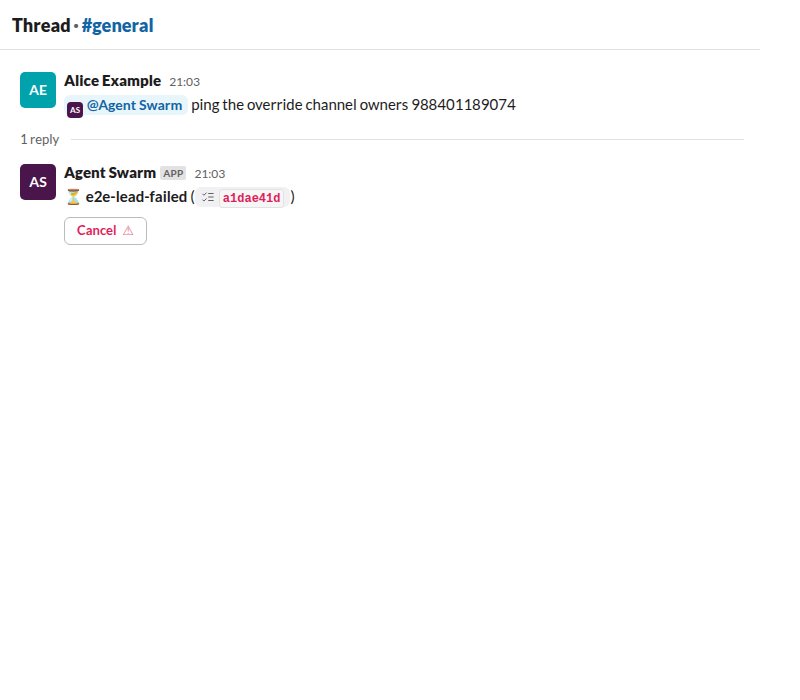 Thread • #general
AE
Alice Example 21:03
AS @Agent Swarm ping the override channel owners 988401189074
1 reply
AS
Agent Swarm APP 21:03
⏳ e2e-lead-failed ( a1dae41d )
Cancel ⚠